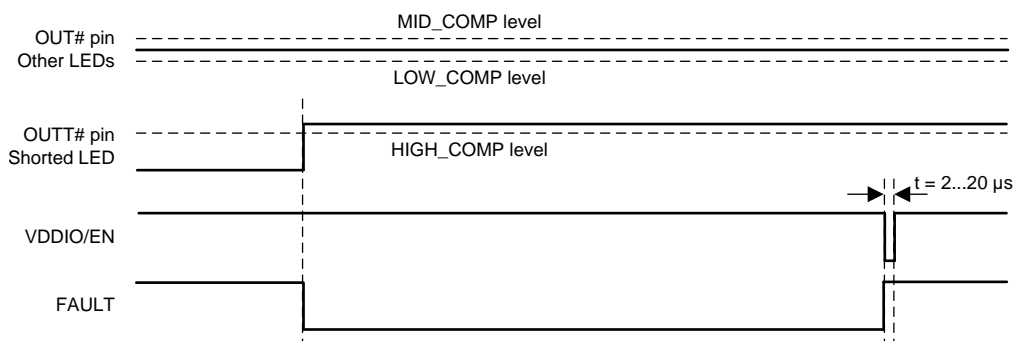 MID_COMP level
OUT# pin
Other LEDs
LOW_COMP level
OUTT# pin
Shorted LED
HIGH_COMP level
t = 2...20 µs
VDDIO/EN
FAULT